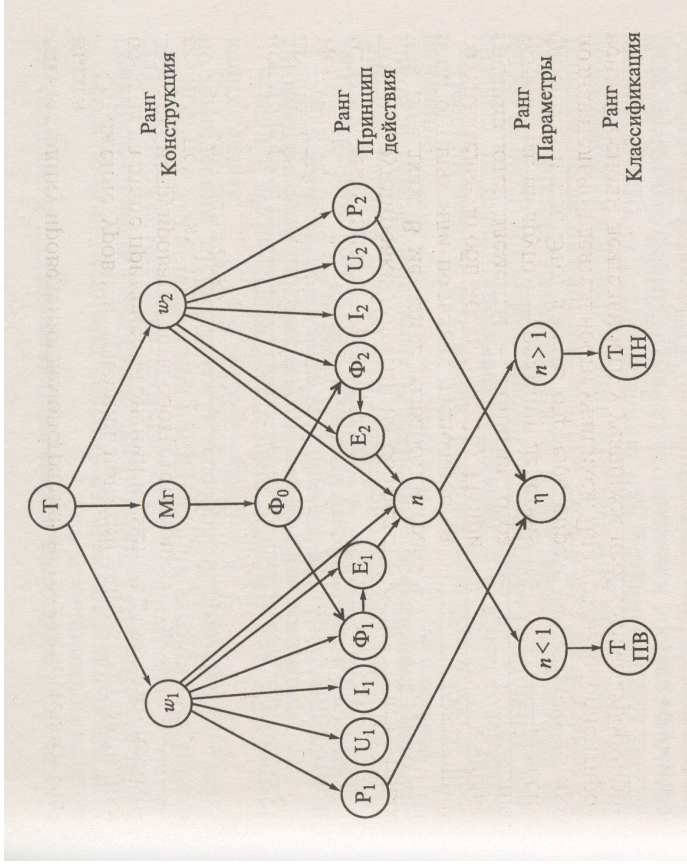 Ранг
Конструкция
Ранг
Принцип
действия
Ранг
Параметры
Ранг
Классификация
Т
w₁
Мг
w₂
Ф₀
P₁
U₁
I₁
Ф₁
E₁
E₂
Ф₂
I₂
U₂
P₂
n
n < 1
η
n > 1
Т
ПВ
Т
ПН